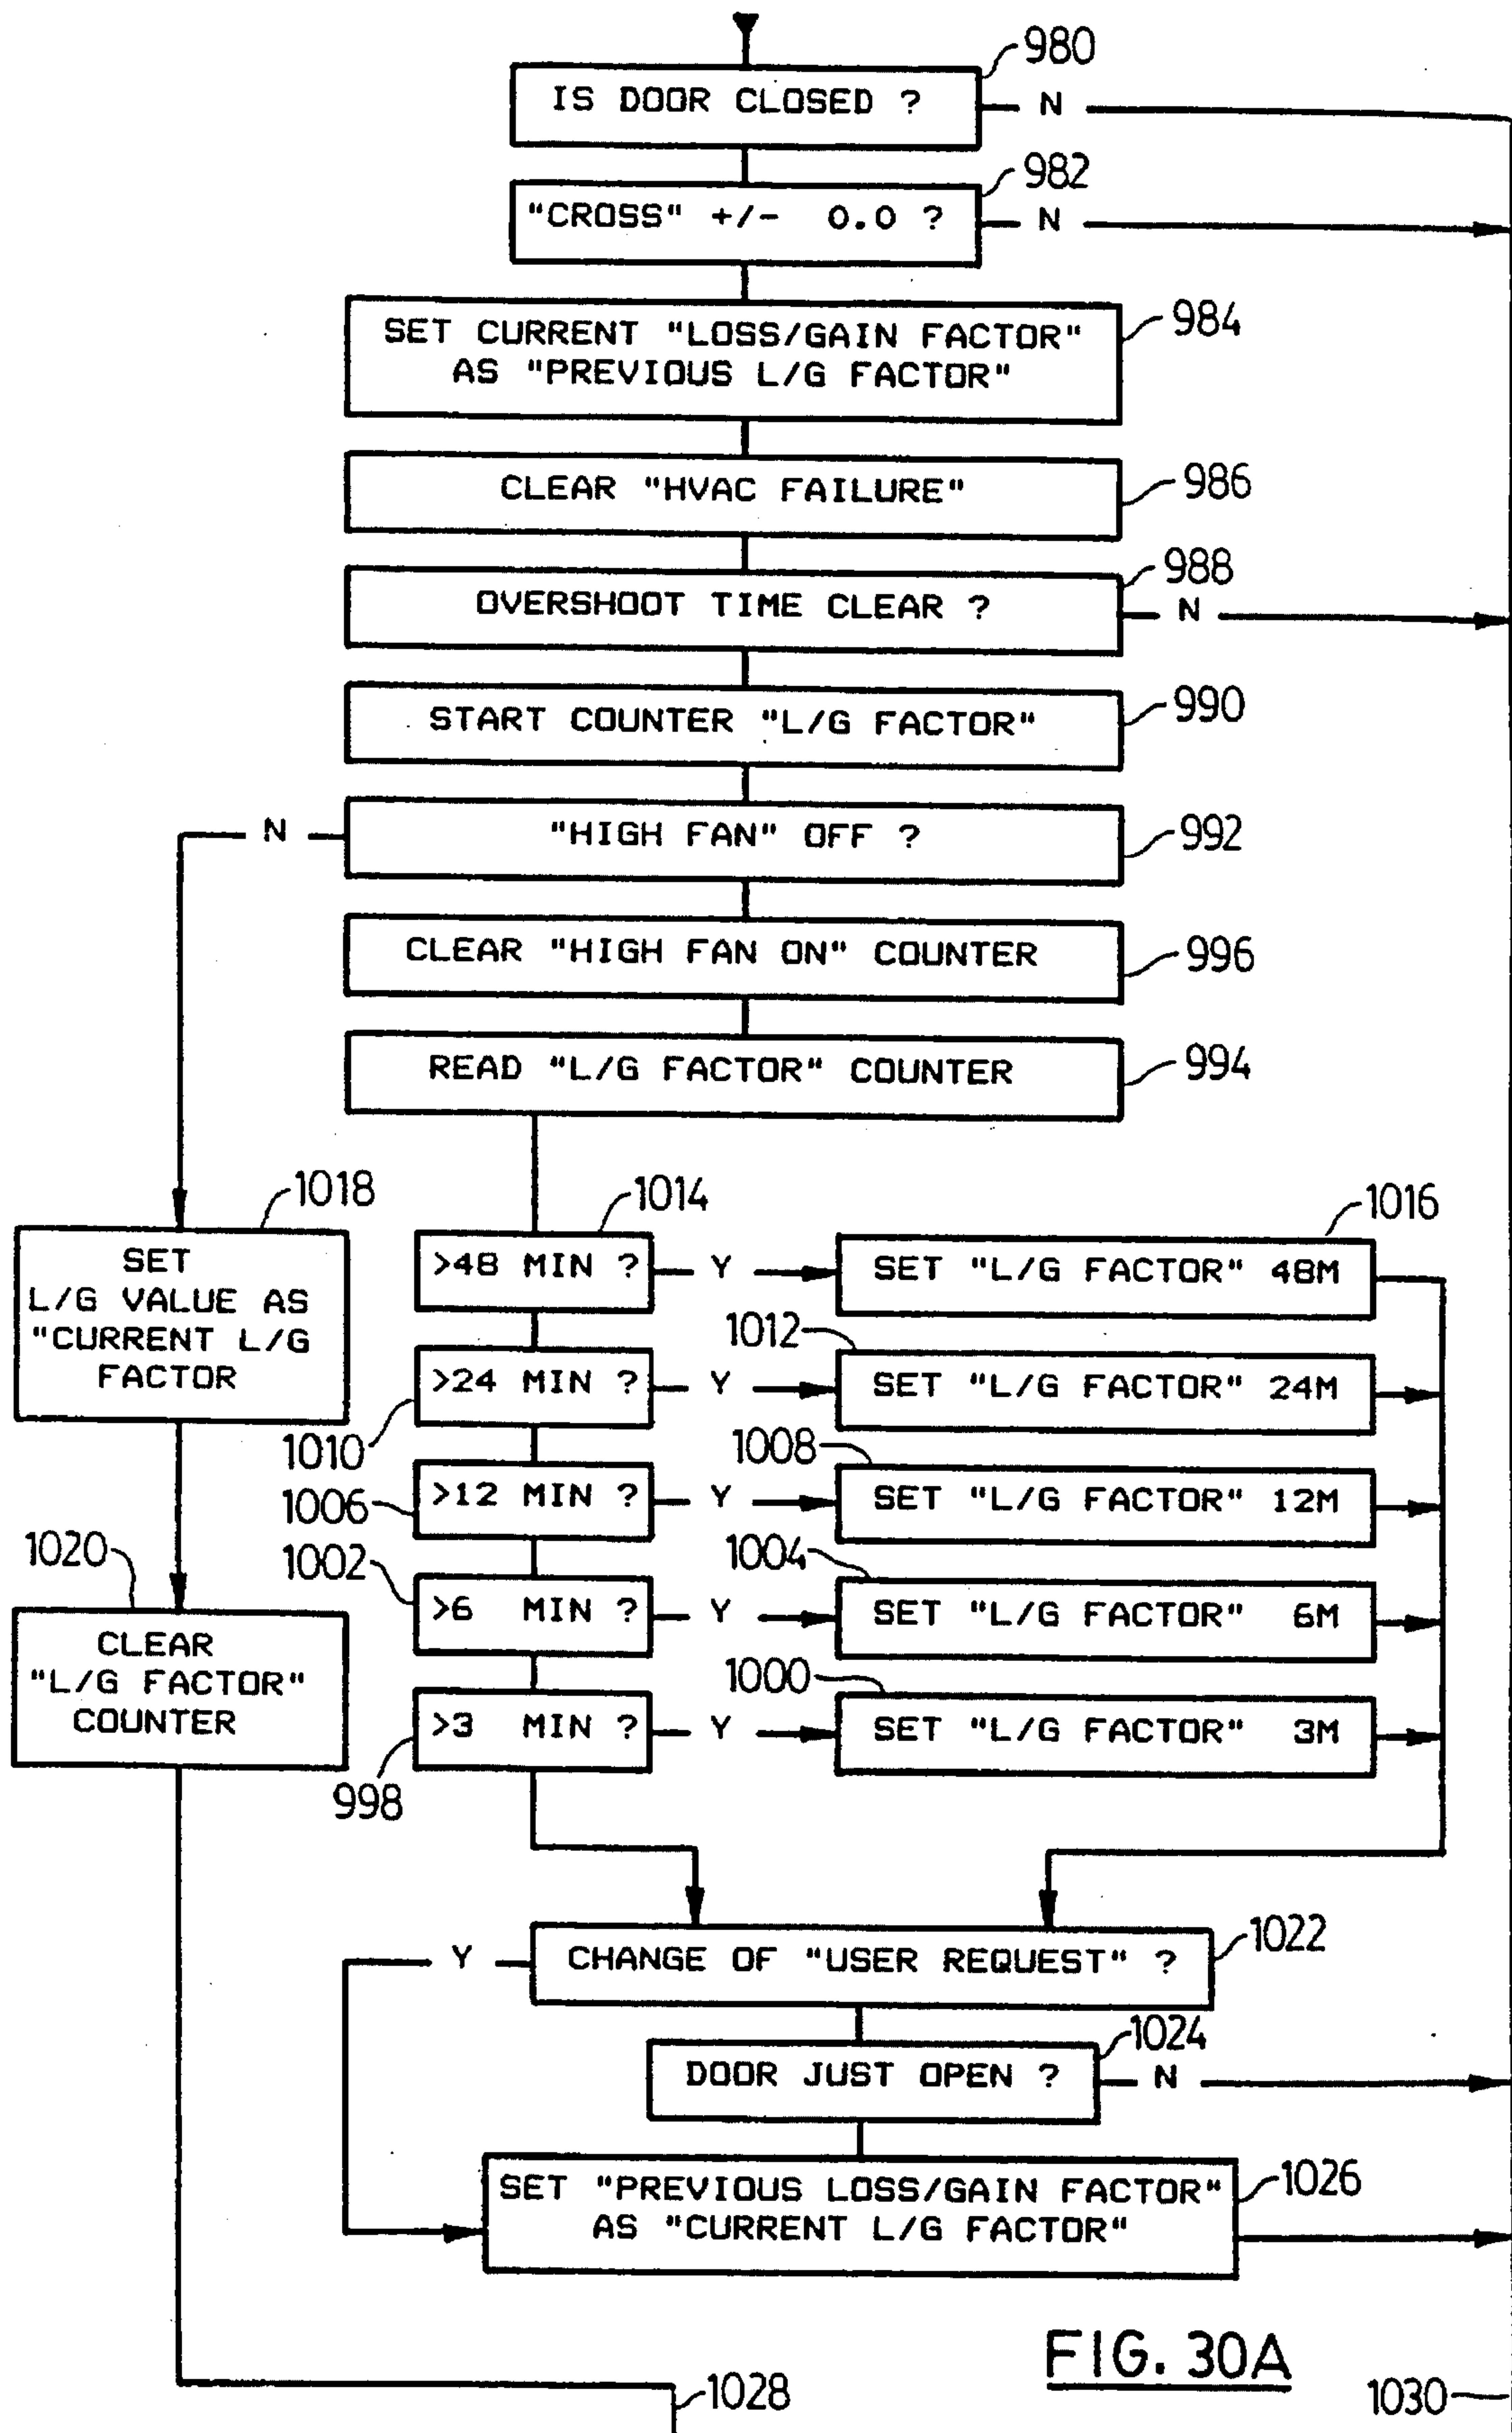 980
IS DOOR CLOSED ? N
982
"CROSS" +/- 0.0 ? N
984
SET CURRENT "LOSS/GAIN FACTOR"
AS "PREVIOUS L/G FACTOR"
986
CLEAR "HVAC FAILURE"
988
OVERSHOOT TIME CLEAR ? N
990
START COUNTER "L/G FACTOR"
N "HIGH FAN" OFF ? 992
CLEAR "HIGH FAN ON" COUNTER 996
READ "L/G FACTOR" COUNTER 994
1018
SET
L/G VALUE AS
"CURRENT L/G
FACTOR
1020
CLEAR
"L/G FACTOR"
COUNTER
1014 1016
>48 MIN ? Y SET "L/G FACTOR" 48M
1012
>24 MIN ? Y SET "L/G FACTOR" 24M
1010 1008
>12 MIN ? Y SET "L/G FACTOR" 12M
1006
1002 1004
>6 MIN ? Y SET "L/G FACTOR" 6M
1000
>3 MIN ? Y SET "L/G FACTOR" 3M
998
Y CHANGE OF "USER REQUEST" ? 1022
1024
DOOR JUST OPEN ? N
SET "PREVIOUS LOSS/GAIN FACTOR" 1026
AS "CURRENT L/G FACTOR"
FIG. 30A
1028 1030